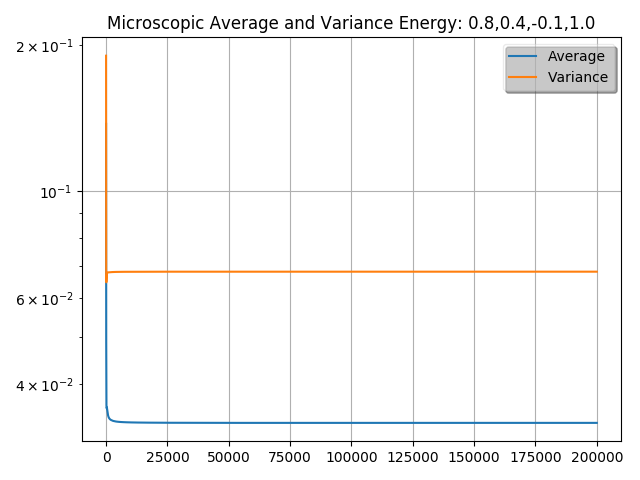 Microscopic Average and Variance Energy: 0.8,0.4,-0.1,1.0
2 × 10⁻¹
10⁻¹
6 × 10⁻²
4 × 10⁻²
Average
Variance
0 25000 50000 75000 100000 125000 150000 175000 200000